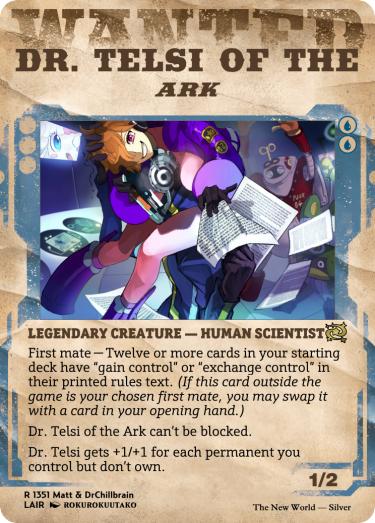 WANTED
DR. TELSI OF THE
ARK
LEGENDARY CREATURE — HUMAN SCIENTIST
First mate — Twelve or more cards in your starting
deck have "gain control" or "exchange control" in
their printed rules text. (If this card outside the
game is your chosen first mate, you may swap it
with a card in your opening hand.)
Dr. Telsi of the Ark can't be blocked.
Dr. Telsi gets +1/+1 for each permanent you
control but don't own.
1/2
R 1351 Matt & DrChillbrain
LAIR ROKUROKUUTAKO
The New World — Silver